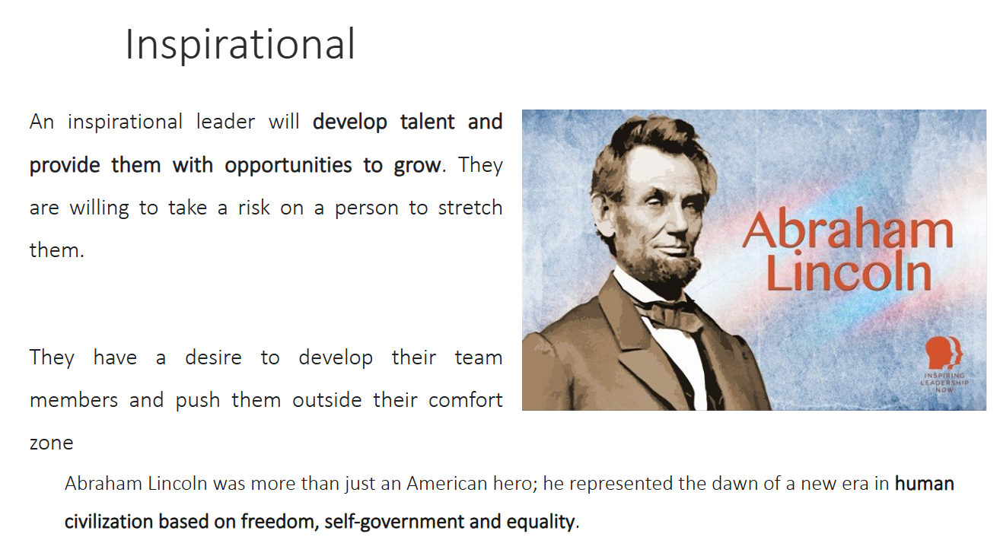 Inspirational
An inspirational leader will develop talent and
provide them with opportunities to grow. They
are willing to take a risk on a person to stretch
them.
They have a desire to develop their team
members and push them outside their comfort
zone
Abraham
Lincoln
INSPIRING
LEADERSHIP
NOW
Abraham Lincoln was more than just an American hero; he represented the dawn of a new era in human
civilization based on freedom, self-government and equality.